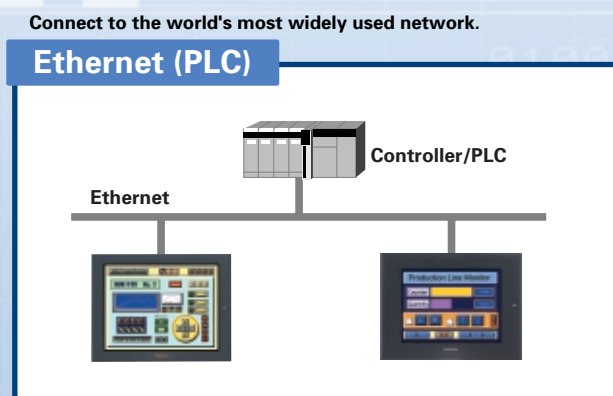 Connect to the world's most widely used network.
Ethernet (PLC)
Controller/PLC
Ethernet
Production Line Monitor